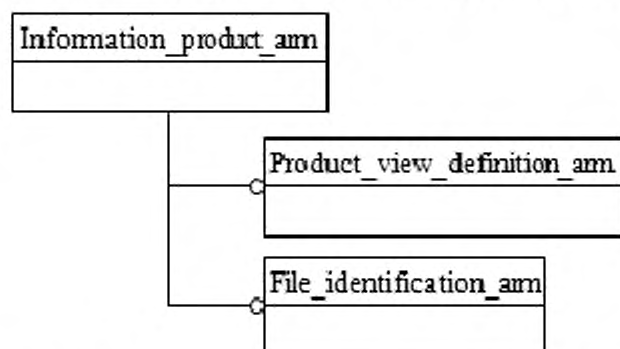 Information_product_arm
Product_view_definition_arm
File_identification_arm